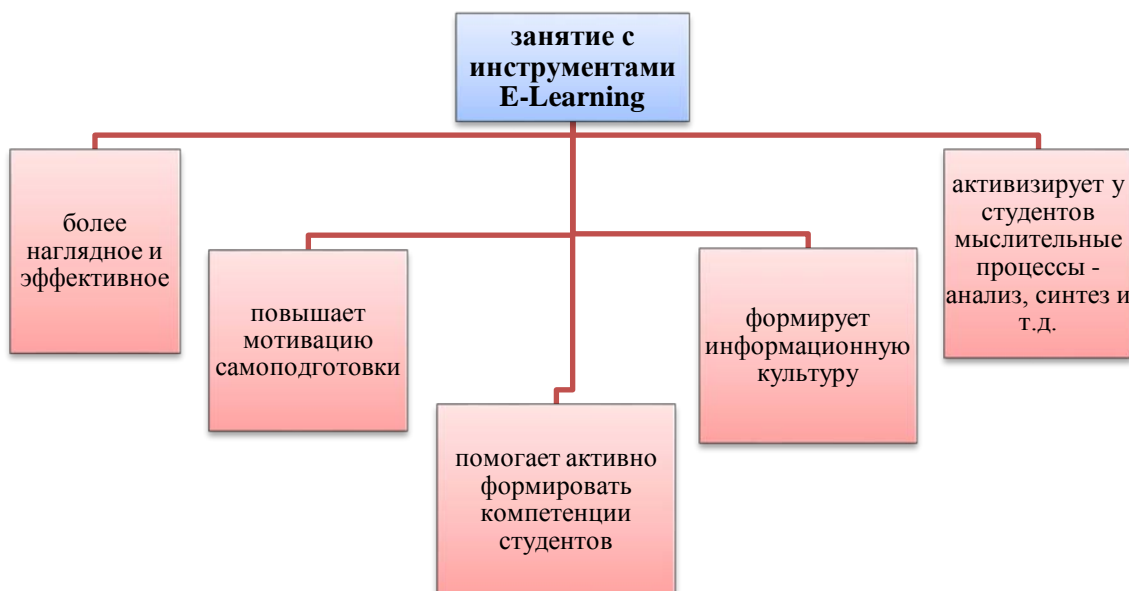 занятие с
инструментами
E-Learning
более
наглядное и
эффективное
повышает
мотивацию
самоподготовки
помогает активно
формировать
компетенции
студентов
формирует
информационную
культуру
активизирует у
студентов
мыслительные
процессы -
анализ, синтез и
т.д.